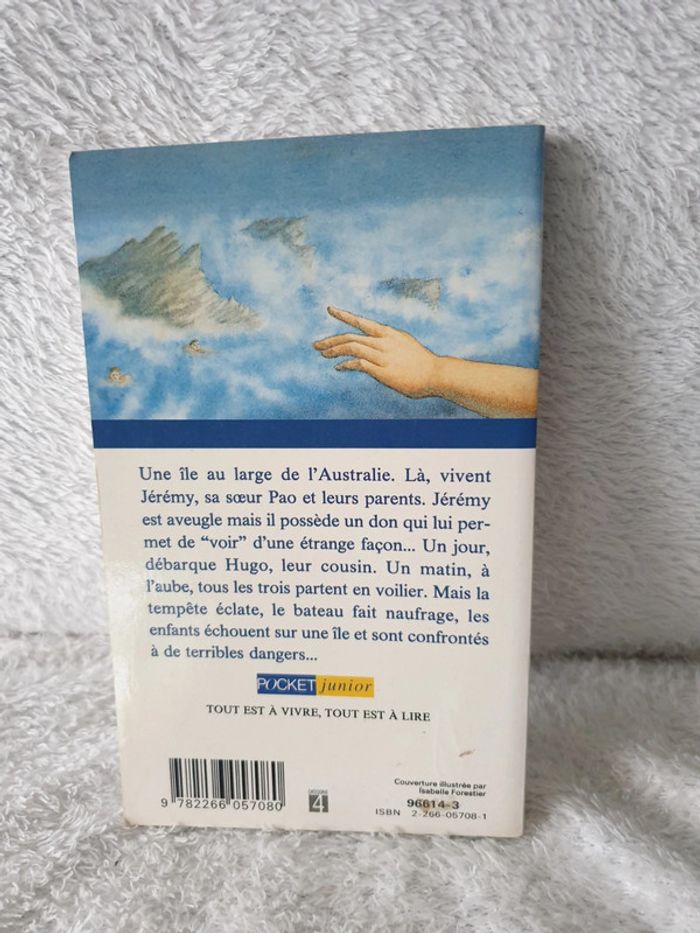 Une île au large de l'Australie. Là, vivent
Jérémy, sa sœur Pao et leurs parents. Jérémy
est aveugle mais il possède un don qui lui per-
met de “voir” d'une étrange façon... Un jour,
débarque Hugo, leur cousin. Un matin, à
l'aube, tous les trois partent en voilier. Mais la
tempête éclate, le bateau fait naufrage, les
enfants échouent sur une île et sont confrontés
à de terribles dangers...
POCKET junior
TOUT EST À VIVRE, TOUT EST À LIRE
9 782266 057080
CATÉGORIE
4
Couverture illustrée par
Isabelle Forestier
96614-3
ISBN 2-266-05708-1